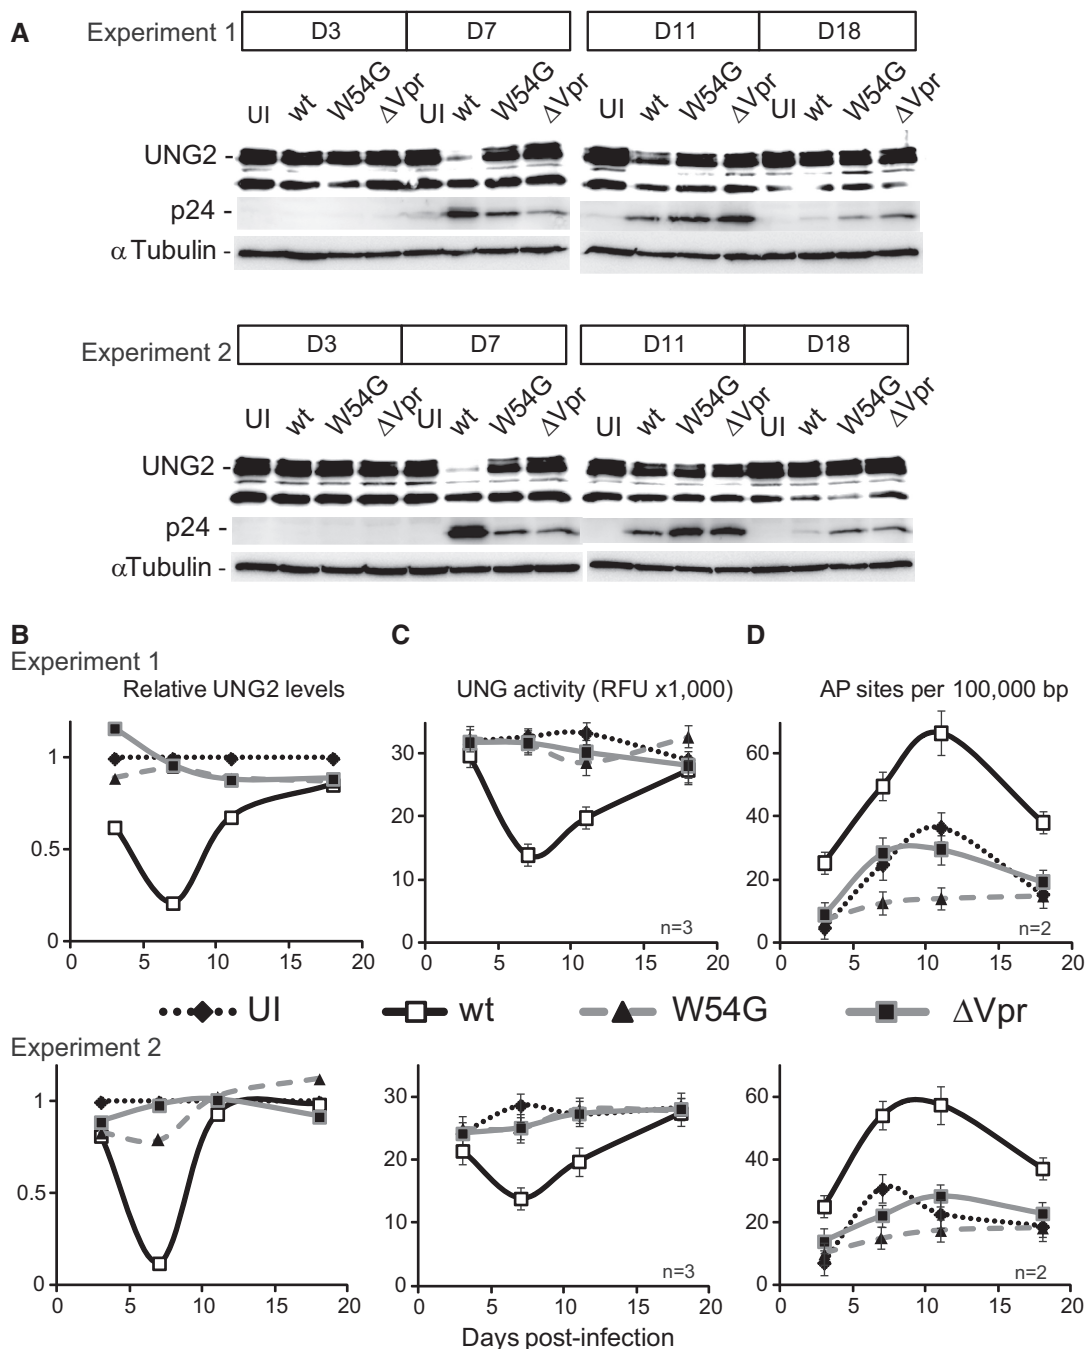 A
Experiment 1 D3 D7 D11 D18
UI wt W54G ΔVpr UI wt W54G ΔVpr UI wt W54G ΔVpr UI wt W54G ΔVpr
UNG2 -
p24 -
α Tubulin -
Experiment 2 D3 D7 D11 D18
UI wt W54G ΔVpr UI wt W54G ΔVpr UI wt W54G ΔVpr UI wt W54G ΔVpr
UNG2 -
p24 -
αTubulin -
B C D
Experiment 1
Relative UNG2 levels UNG activity (RFU x1,000) AP sites per 100,000 bp
1
0.5
0
0 5 10 15 20
30
20
10
0
n=3
0 5 10 15 20
60
40
20
0
n=2
0 5 10 15 20
UI wt W54G ΔVpr
Experiment 2
1
0.5
0
0 5 10 15 20
30
20
10
0
n=3
0 5 10 15 20
60
40
20
0
n=2
0 5 10 15 20
Days post-infection